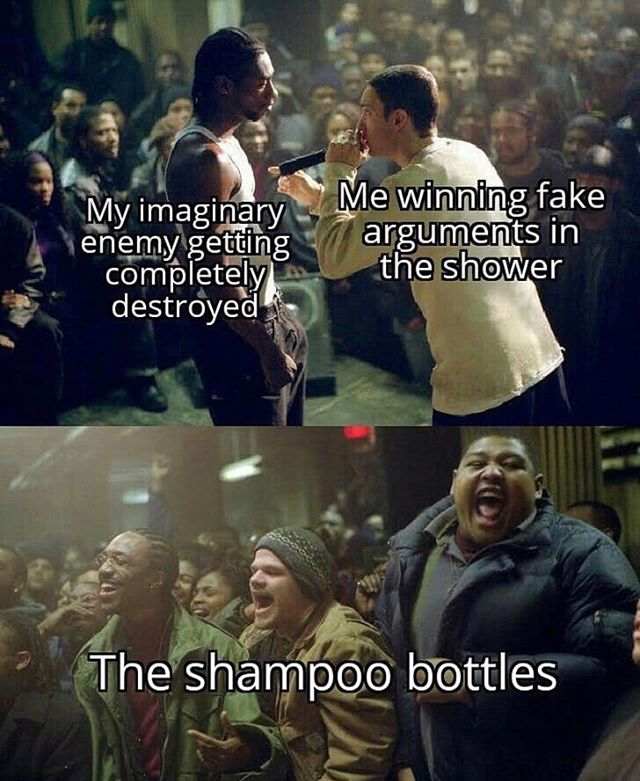 My imaginary
enemy getting
completely
destroyed
Me winning fake
arguments in
the shower
The shampoo bottles